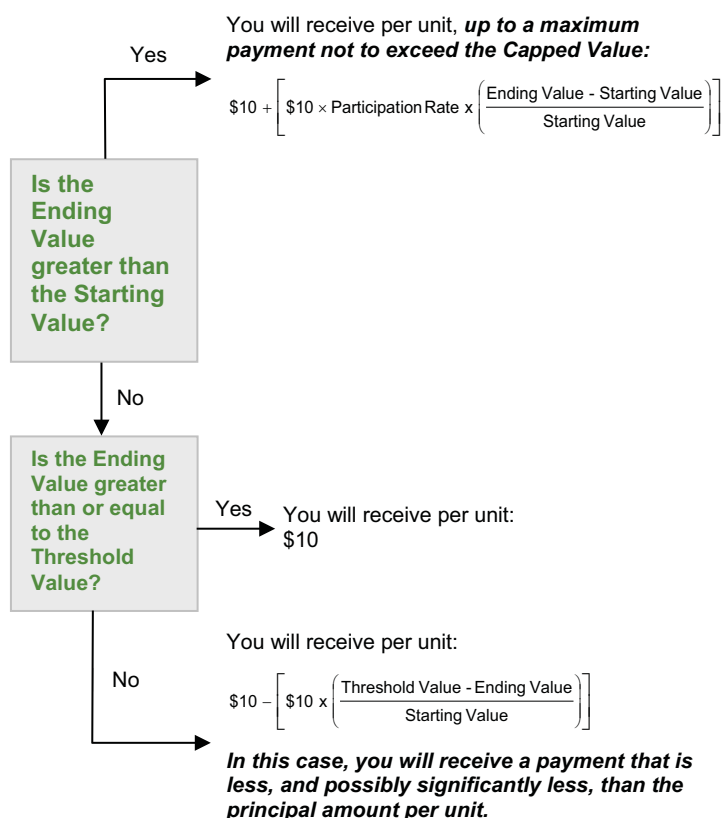 You will receive per unit, up to a maximum
payment not to exceed the Capped Value:
Yes
$10 + [ $10 × Participation Rate x ( Ending Value - Starting Value / Starting Value ) ]
Is the
Ending
Value
greater than
the Starting
Value?
No
Is the Ending
Value greater
than or equal
to the
Threshold
Value?
Yes
You will receive per unit:
$10
You will receive per unit:
No
$10 – [ $10 x ( Threshold Value - Ending Value / Starting Value ) ]
In this case, you will receive a payment that is
less, and possibly significantly less, than the
principal amount per unit.